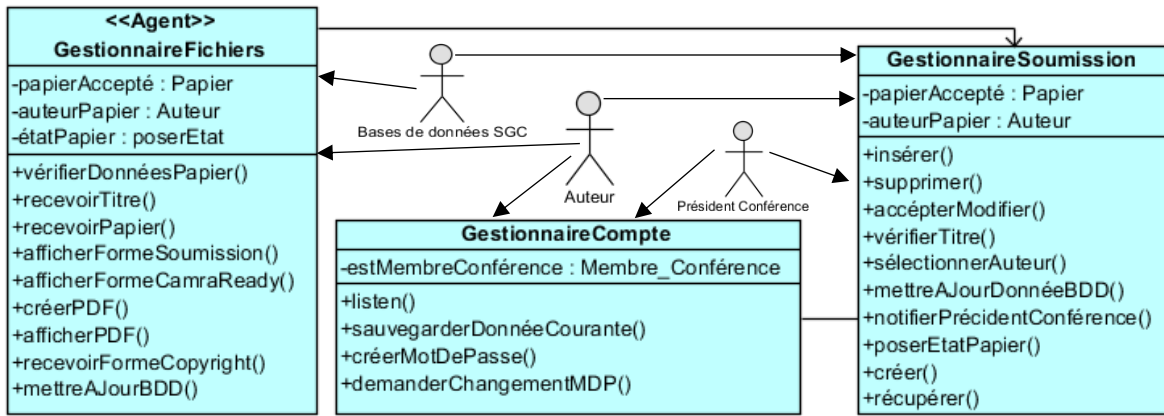 <<Agent>>
GestionnaireFichiers
-papierAccepté : Papier
-auteurPapier : Auteur
-étatPapier : poserEtat
+vérifierDonnéesPapier()
+recevoirTitre()
+recevoirPapier()
+afficherFormeSoumission()
+afficherFormeCamraReady()
+créerPDF()
+afficherPDF()
+recevoirFormeCopyright()
+mettreAJourBDD()
Bases de données SGC
Auteur
Président Conférence
GestionnaireCompte
-estMembreConférence : Membre_Conférence
+listen()
+sauvegarderDonnéeCourante()
+créerMotDePasse()
+demanderChangementMDP()
GestionnaireSoumission
-papierAccepté : Papier
-auteurPapier : Auteur
+insérer()
+supprimer()
+accépterModifier()
+vérifierTitre()
+sélectionnerAuteur()
+mettreAJourDonnéeBDD()
+notifierPrécidentConférence()
+poserEtatPapier()
+créer()
+récupérer()